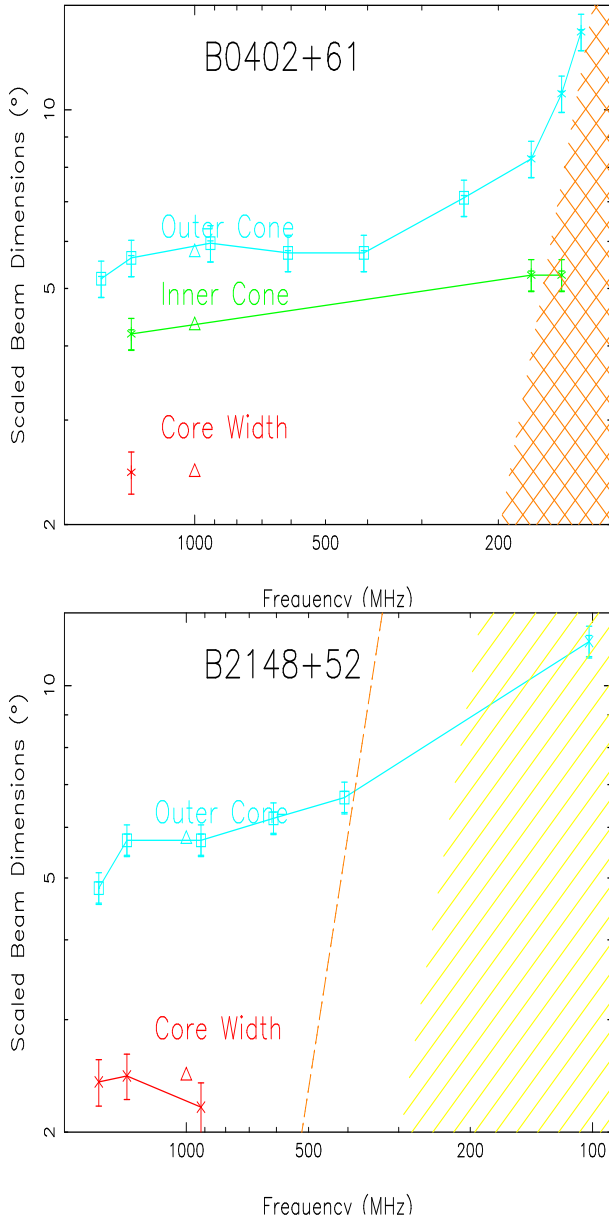 B0402+61
Scaled Beam Dimensions (°)
10
5
2
Outer Cone
Inner Cone
Core Width
1000
500
200
Frequency (MHz)
B2148+52
Scaled Beam Dimensions (°)
10
5
2
Outer Cone
Core Width
1000
500
200
100
Frequency (MHz)